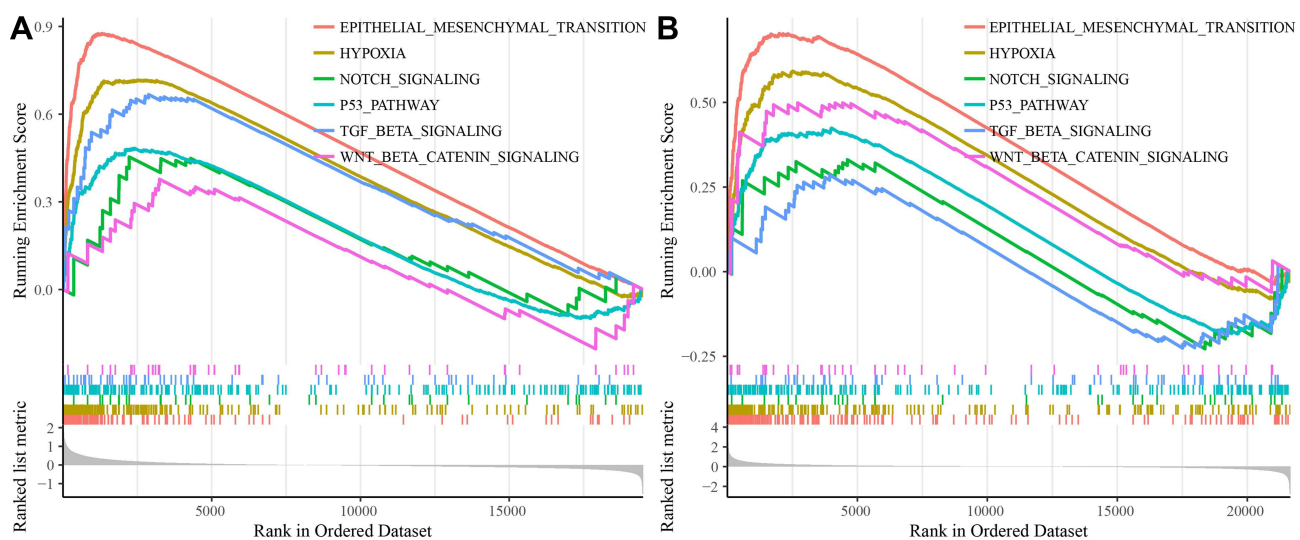 A
Running Enrichment Score
0.9
0.6
0.3
0.0
EPITHELIAL_MESENCHYMAL_TRANSITION
HYPOXIA
NOTCH_SIGNALING
P53_PATHWAY
TGF_BETA_SIGNALING
WNT_BETA_CATENIN_SIGNALING
Ranked list metric
2
1
0
−1
5000
10000
15000
Rank in Ordered Dataset
B
Running Enrichment Score
0.50
0.25
0.00
−0.25
EPITHELIAL_MESENCHYMAL_TRANSITION
HYPOXIA
NOTCH_SIGNALING
P53_PATHWAY
TGF_BETA_SIGNALING
WNT_BETA_CATENIN_SIGNALING
Ranked list metric
4
2
0
−2
5000
10000
15000
20000
Rank in Ordered Dataset